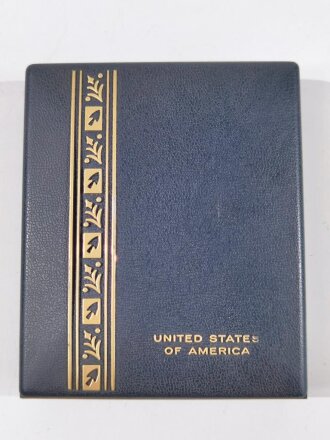 UNITED STATES
OF AMERICA